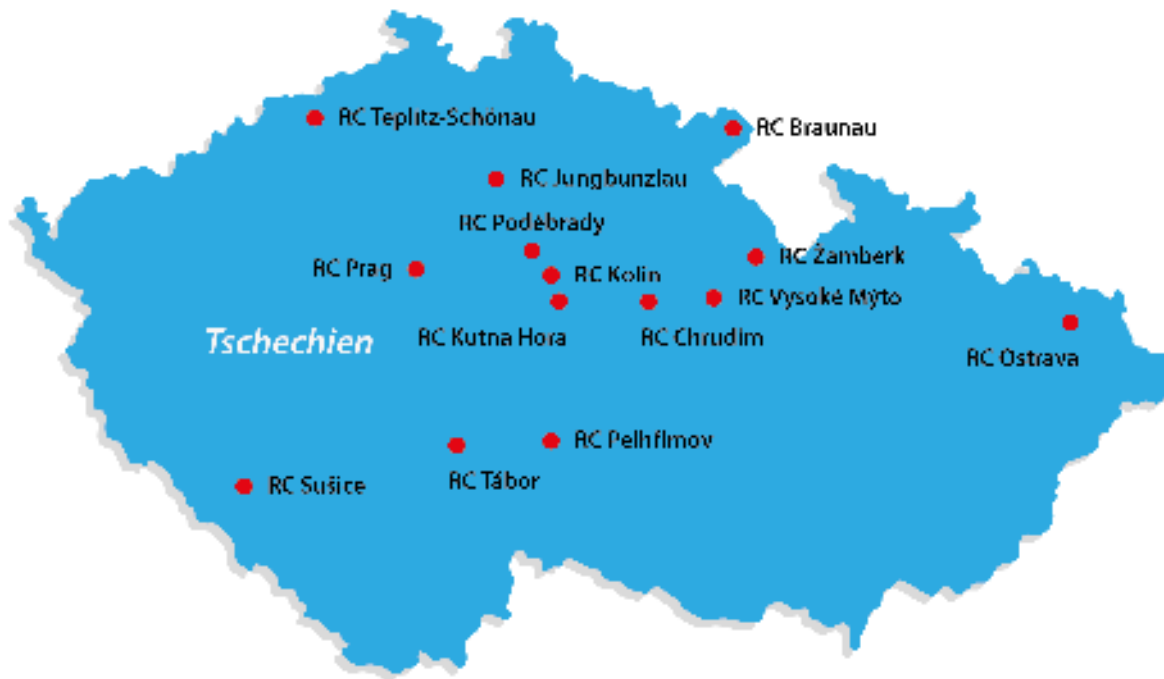 RC Teplitz-Schönau
RC Braunau
RC Jungbunzlau
RC Poděbrady
RC Žamberk
RC Prag
RC Kolin
RC Vysoké Mýto
RC Kutna Hora
RC Chrudim
Tschechien
RC Ostrava
RC Pelhřimov
RC Tábor
RC Sušice